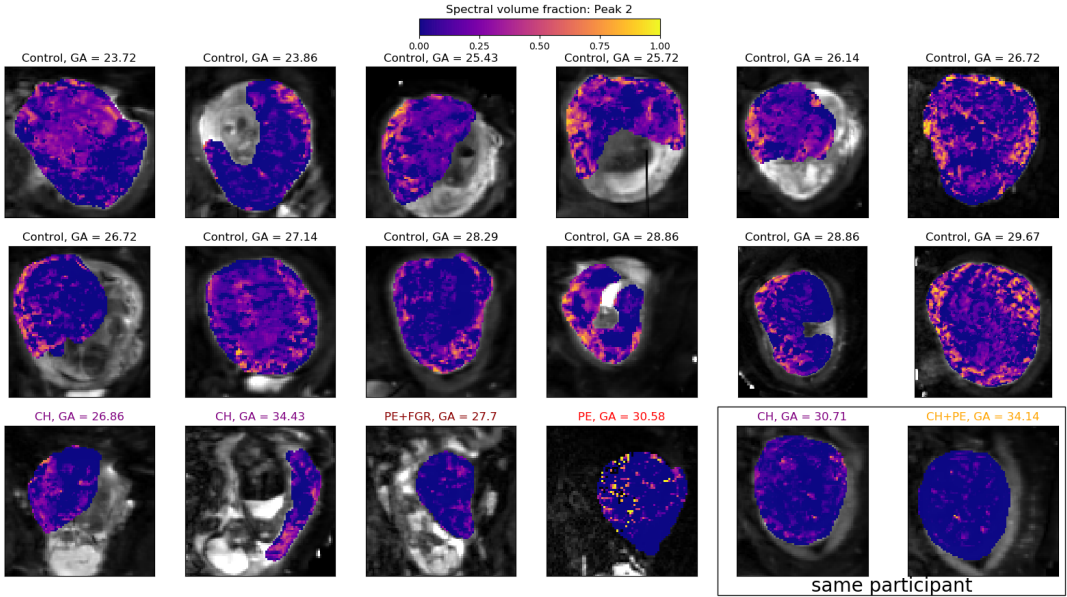 Spectral volume fraction: Peak 2
0.00 0.25 0.50 0.75 1.00
Control, GA = 23.72 Control, GA = 23.86 Control, GA = 25.43 Control, GA = 25.72 Control, GA = 26.14 Control, GA = 26.72
Control, GA = 26.72 Control, GA = 27.14 Control, GA = 28.29 Control, GA = 28.86 Control, GA = 28.86 Control, GA = 29.67
CH, GA = 26.86 CH, GA = 34.43 PE+FGR, GA = 27.7 PE, GA = 30.58 CH, GA = 30.71 CH+PE, GA = 34.14
same participant